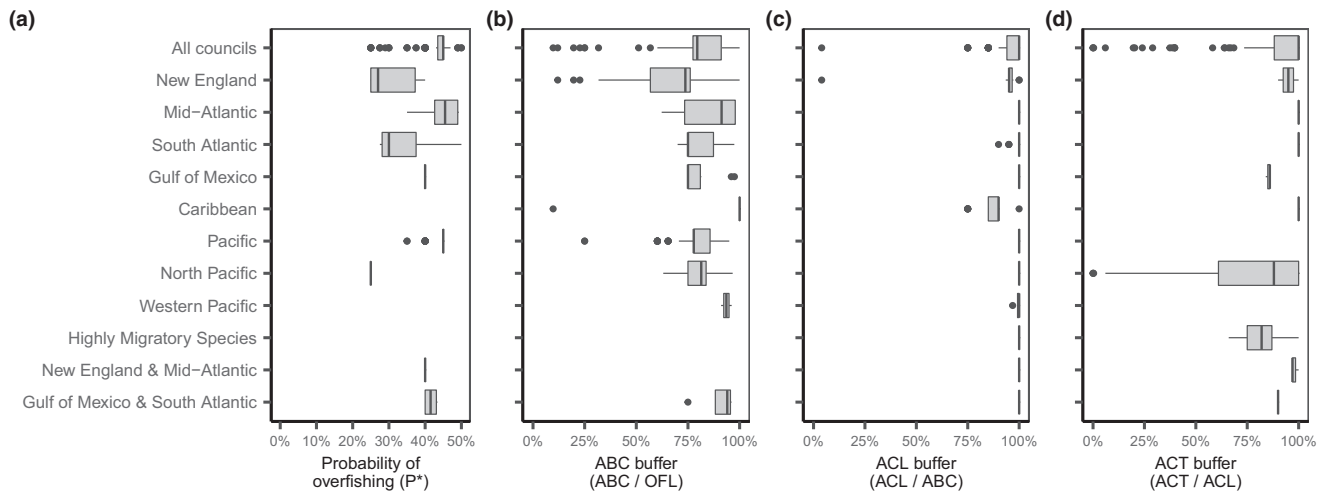 (a)
(b)
(c)
(d)
All councils
New England
Mid−Atlantic
South Atlantic
Gulf of Mexico
Caribbean
Pacific
North Pacific
Western Pacific
Highly Migratory Species
New England & Mid−Atlantic
Gulf of Mexico & South Atlantic
0% 10% 20% 30% 40% 50%
Probability of
overfishing (P*)
0% 25% 50% 75% 100%
ABC buffer
(ABC / OFL)
0% 25% 50% 75% 100%
ACL buffer
(ACL / ABC)
0% 25% 50% 75% 100%
ACT buffer
(ACT / ACL)